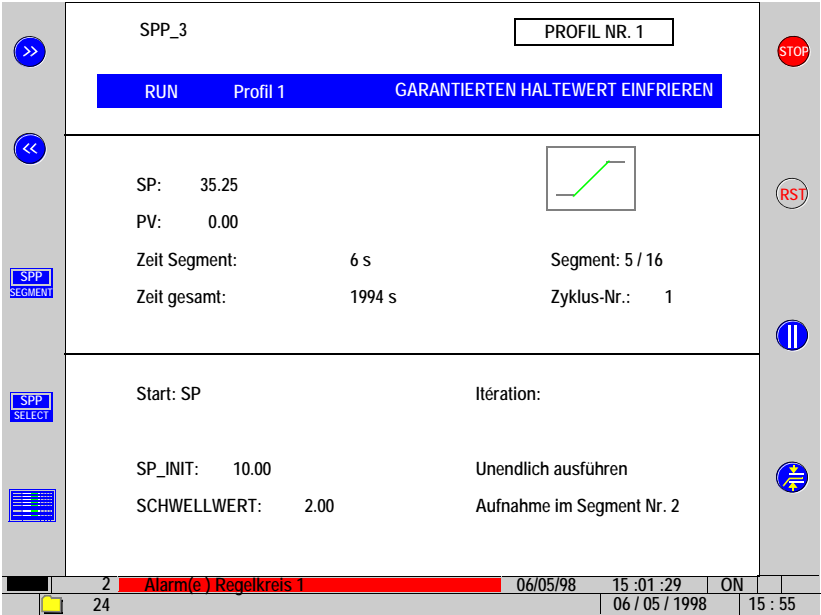 SPP_3
PROFIL NR. 1
>>
STOP
RUN Profil 1 GARANTIERTEN HALTEWERT EINFRIEREN
<<
SP: 35.25
RST
PV: 0.00
Zeit Segment: 6 s Segment: 5 / 16
SPP
SEGMENT
Zeit gesamt: 1994 s Zyklus-Nr.: 1
Start: SP Itération:
SPP
SELECT
SP_INIT: 10.00 Unendlich ausführen
SCHWELLWERT: 2.00 Aufnahme im Segment Nr. 2
2 Alarm(e ) Regelkreis 1 06/05/98 15 :01 :29 ON
24 06 / 05 / 1998 15 : 55